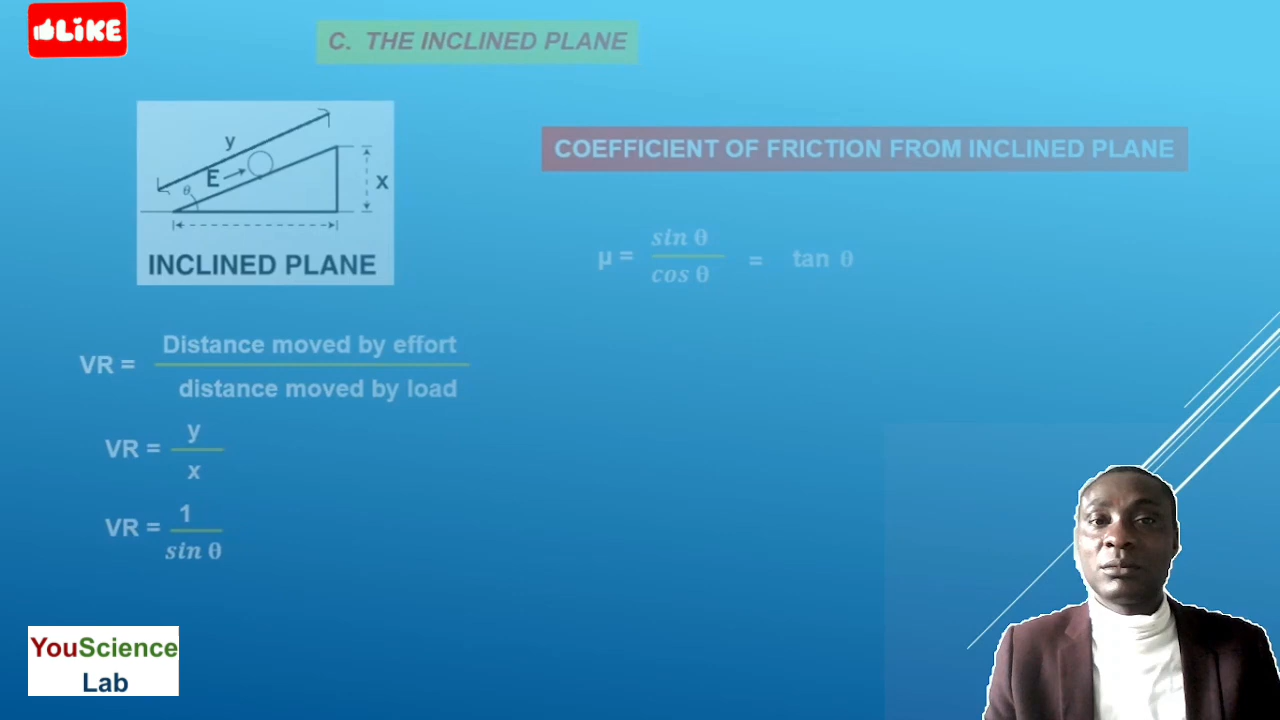 LiKE
C. THE INCLINED PLANE
y
E
θ
x
INCLINED PLANE
COEFFICIENT OF FRICTION FROM INCLINED PLANE
μ = sin θ / cos θ = tan θ
VR = Distance moved by effort / distance moved by load
VR = y / x
VR = 1 / sin θ
YouScience
Lab